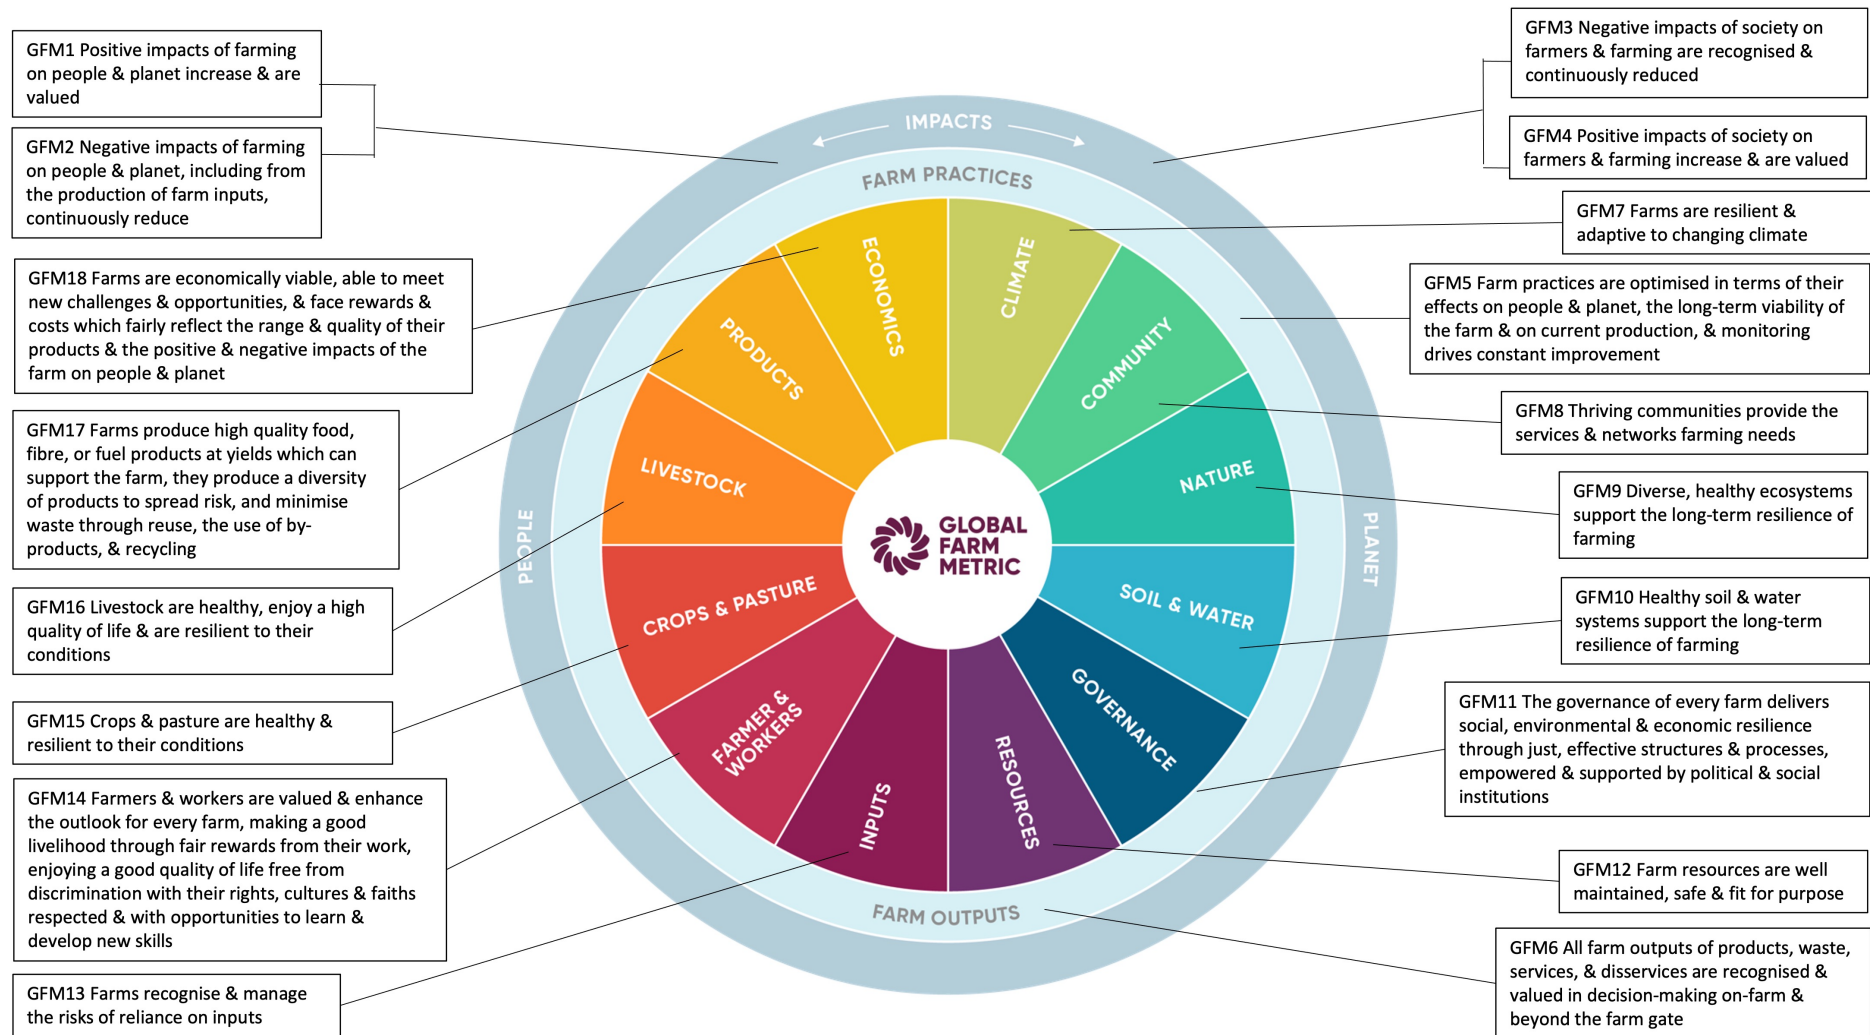 GFM1 Positive impacts of farming
on people & planet increase & are
valued
GFM2 Negative impacts of farming
on people & planet, including from
the production of farm inputs,
continuously reduce
GFM18 Farms are economically viable, able to meet
new challenges & opportunities, & face rewards &
costs which fairly reflect the range & quality of their
products & the positive & negative impacts of the
farm on people & planet
GFM17 Farms produce high quality food,
fibre, or fuel products at yields which can
support the farm, they produce a diversity
of products to spread risk, and minimise
waste through reuse, the use of by-
products, & recycling
GFM16 Livestock are healthy, enjoy a high
quality of life & are resilient to their
conditions
GFM15 Crops & pasture are healthy &
resilient to their conditions
GFM14 Farmers & workers are valued & enhance
the outlook for every farm, making a good
livelihood through fair rewards from their work,
enjoying a good quality of life free from
discrimination with their rights, cultures & faiths
respected & with opportunities to learn &
develop new skills
GFM13 Farms recognise & manage
the risks of reliance on inputs
IMPACTS
FARM PRACTICES
ECONOMICS
CLIMATE
PRODUCTS
COMMUNITY
LIVESTOCK
NATURE
PEOPLE
GLOBAL
FARM
METRIC
PLANET
CROPS & PASTURE
SOIL & WATER
FARMER &
WORKERS
GOVERNANCE
INPUTS
RESOURCES
FARM OUTPUTS
GFM3 Negative impacts of society on
farmers & farming are recognised &
continuously reduced
GFM4 Positive impacts of society on
farmers & farming increase & are valued
GFM7 Farms are resilient &
adaptive to changing climate
GFM5 Farm practices are optimised in terms of their
effects on people & planet, the long-term viability of
the farm & on current production, & monitoring
drives constant improvement
GFM8 Thriving communities provide the
services & networks farming needs
GFM9 Diverse, healthy ecosystems
support the long-term resilience of
farming
GFM10 Healthy soil & water
systems support the long-term
resilience of farming
GFM11 The governance of every farm delivers
social, environmental & economic resilience
through just, effective structures & processes,
empowered & supported by political & social
institutions
GFM12 Farm resources are well
maintained, safe & fit for purpose
GFM6 All farm outputs of products, waste,
services, & disservices are recognised &
valued in decision-making on-farm &
beyond the farm gate